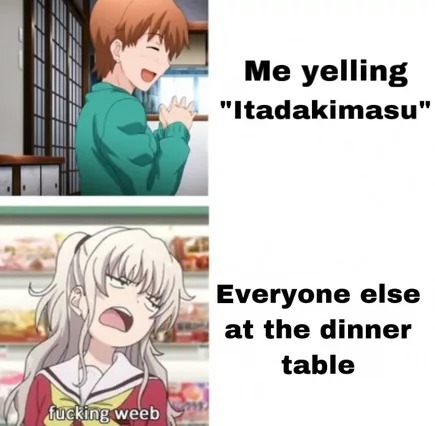 Me yelling
"Itadakimasu"
Everyone else
at the dinner
table
fucking weeb